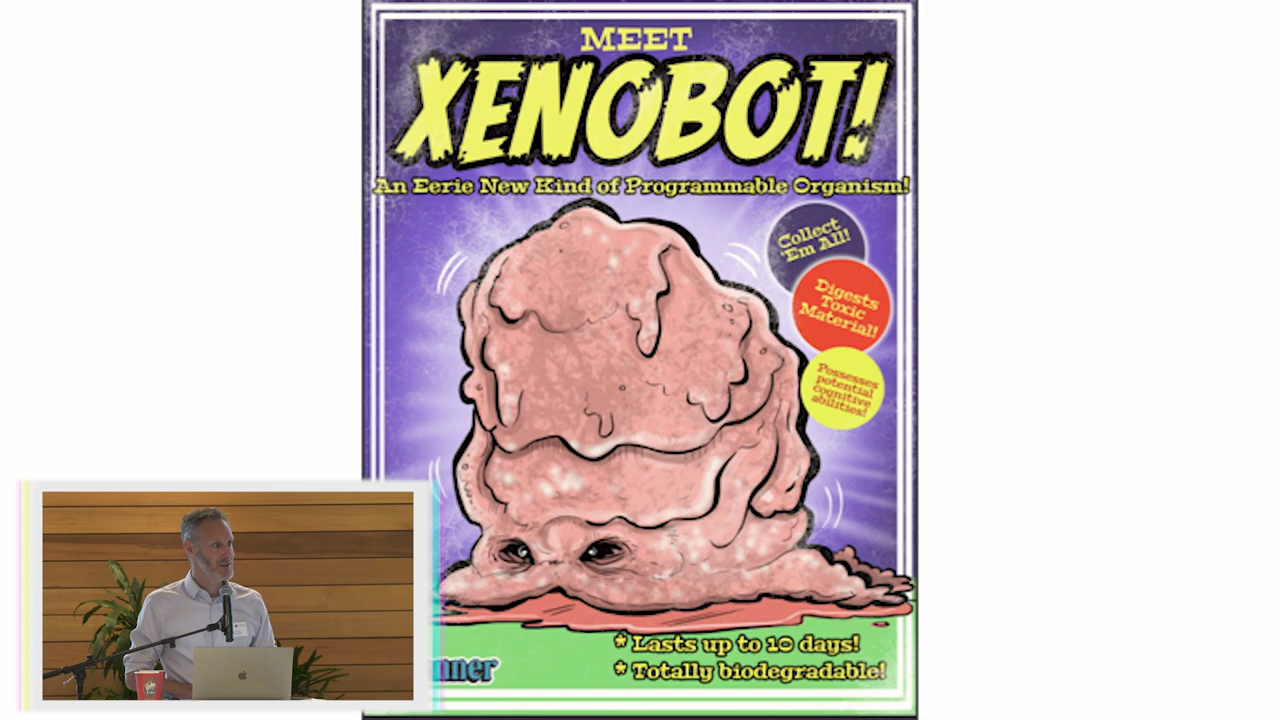 MEET
XENOBOT!
An Eerie New Kind of Programmable Organism!
Collect
'Em All!
Digests
Toxic
Material!
Possesses
potential
cognitive
abilities!
* Lasts up to 10 days!
* Totally biodegradable!